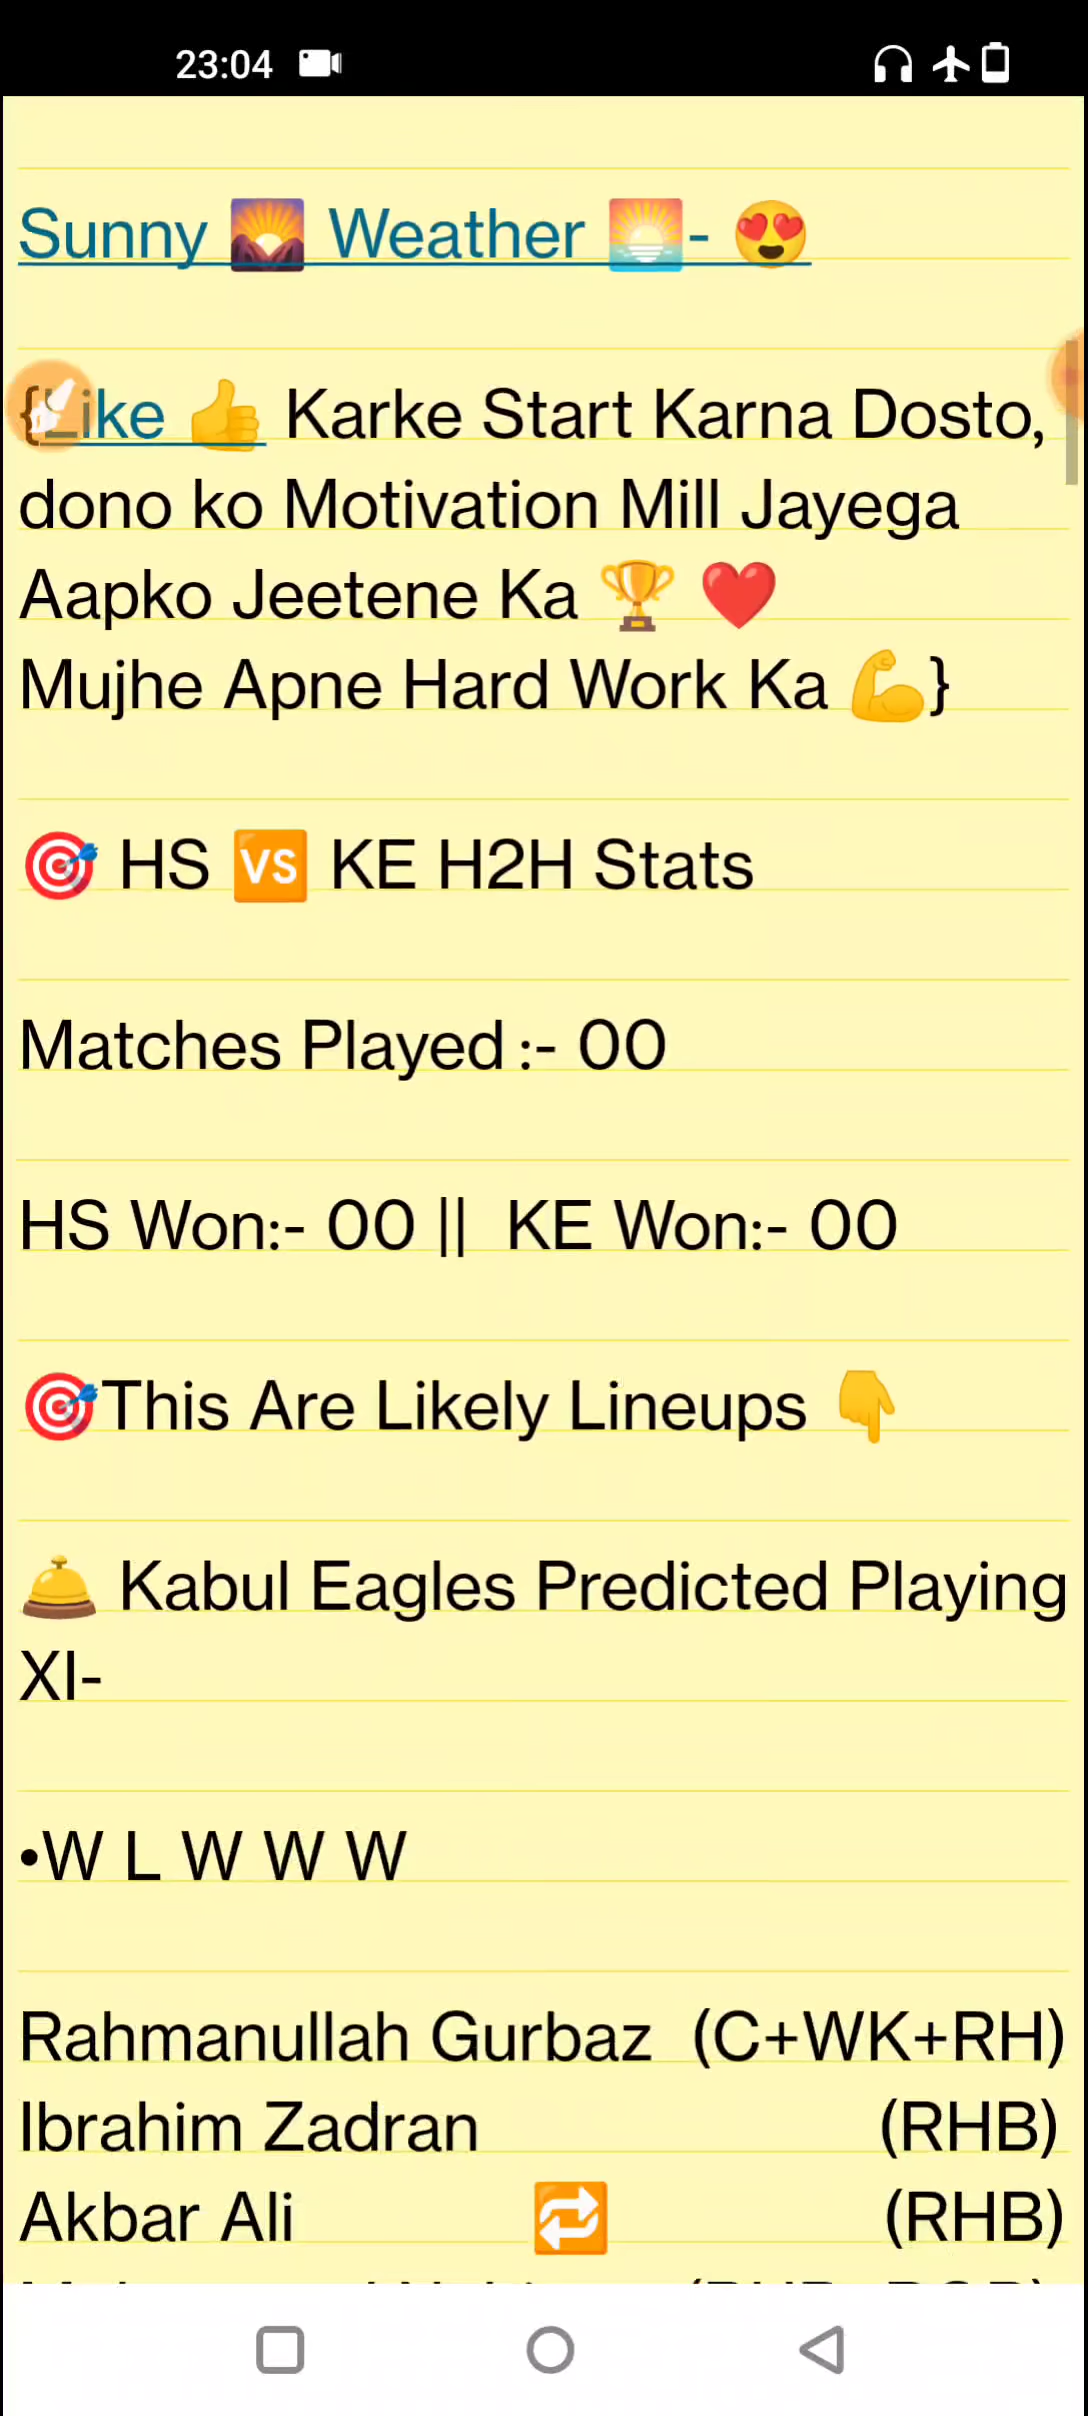 23:04
Sunny 🌄 Weather 🌅- 😍
{Like 👍 Karke Start Karna Dosto,
dono ko Motivation Mill Jayega
Aapko Jeetene Ka 🏆 ❤️
Mujhe Apne Hard Work Ka 💪}
🎯 HS 🆚 KE H2H Stats
Matches Played :- 00
HS Won:- 00 || KE Won:- 00
🎯This Are Likely Lineups 👇
🛎️ Kabul Eagles Predicted Playing
XI-
•W L W W W
Rahmanullah Gurbaz (C+WK+RH)
Ibrahim Zadran (RHB)
Akbar Ali 🔁 (RHB)